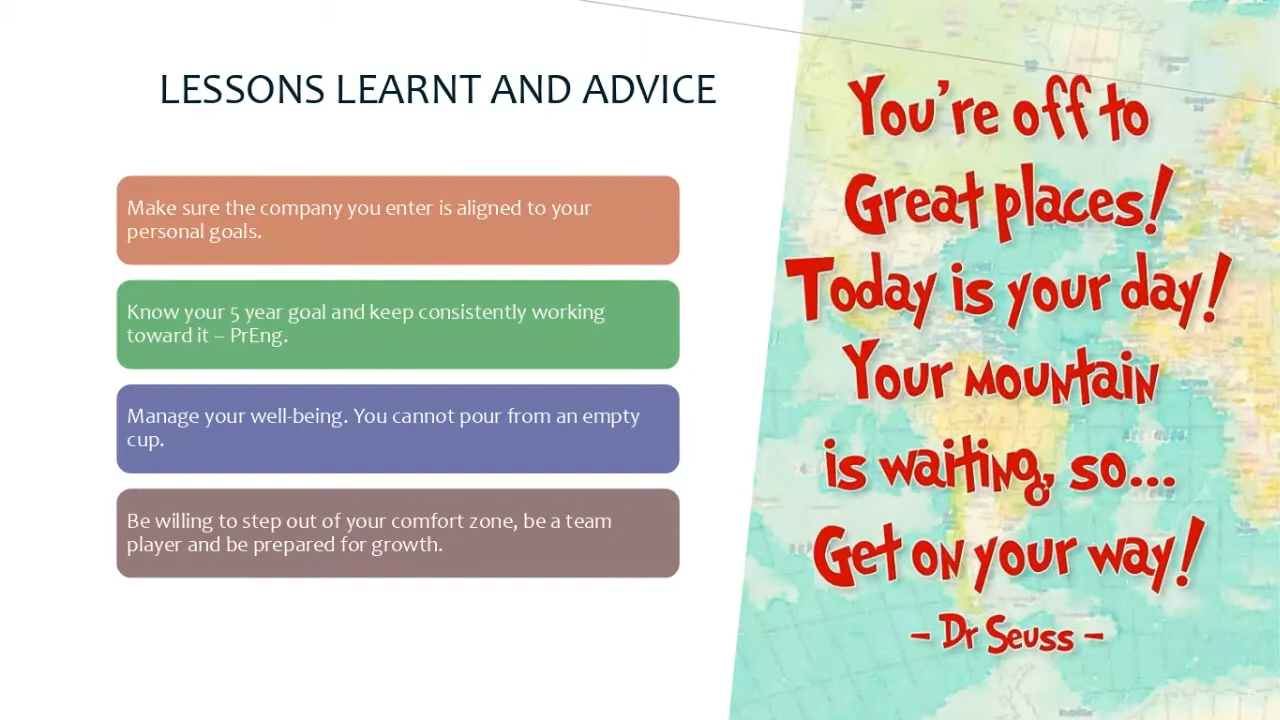 LESSONS LEARNT AND ADVICE
Make sure the company you enter is aligned to your
personal goals.
Know your 5 year goal and keep consistently working
toward it – PrEng.
Manage your well-being. You cannot pour from an empty
cup.
Be willing to step out of your comfort zone, be a team
player and be prepared for growth.
You're off to
Great places!
Today is your day!
Your mountain
is waiting, so...
Get on your way!
– Dr Seuss –